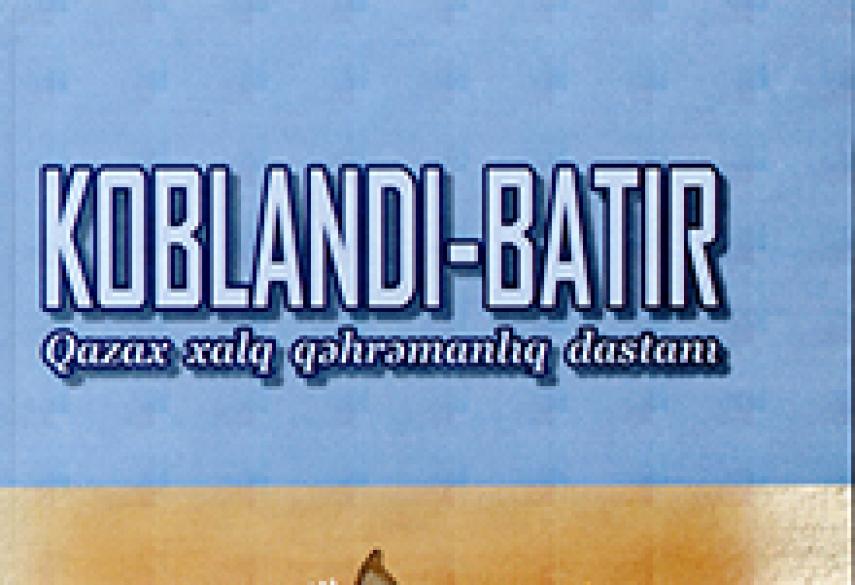 KOBLANDI-BATIR
Qazax xalq qəhrəmanlıq dastanı